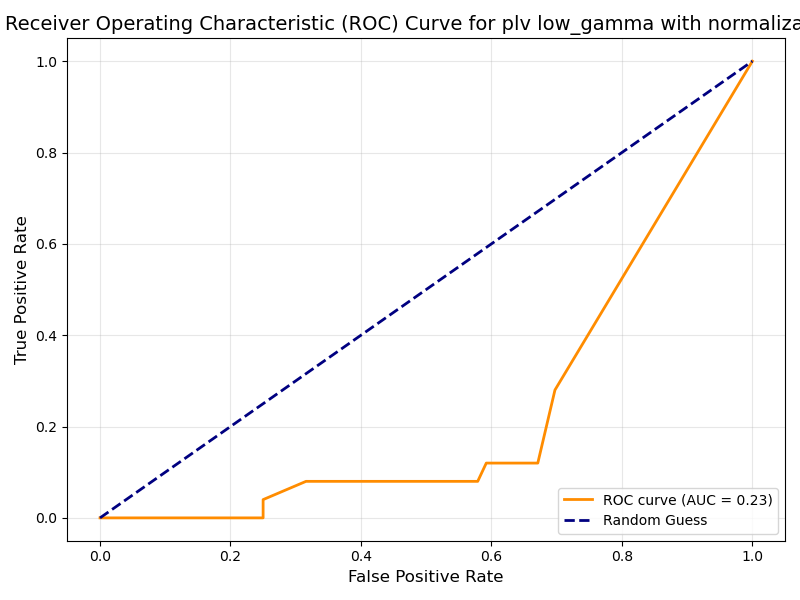 Receiver Operating Characteristic (ROC) Curve for plv low_gamma with normaliza
1.0
0.8
0.6
0.4
0.2
0.0
True Positive Rate
0.0 0.2 0.4 0.6 0.8 1.0
False Positive Rate
ROC curve (AUC = 0.23)
Random Guess